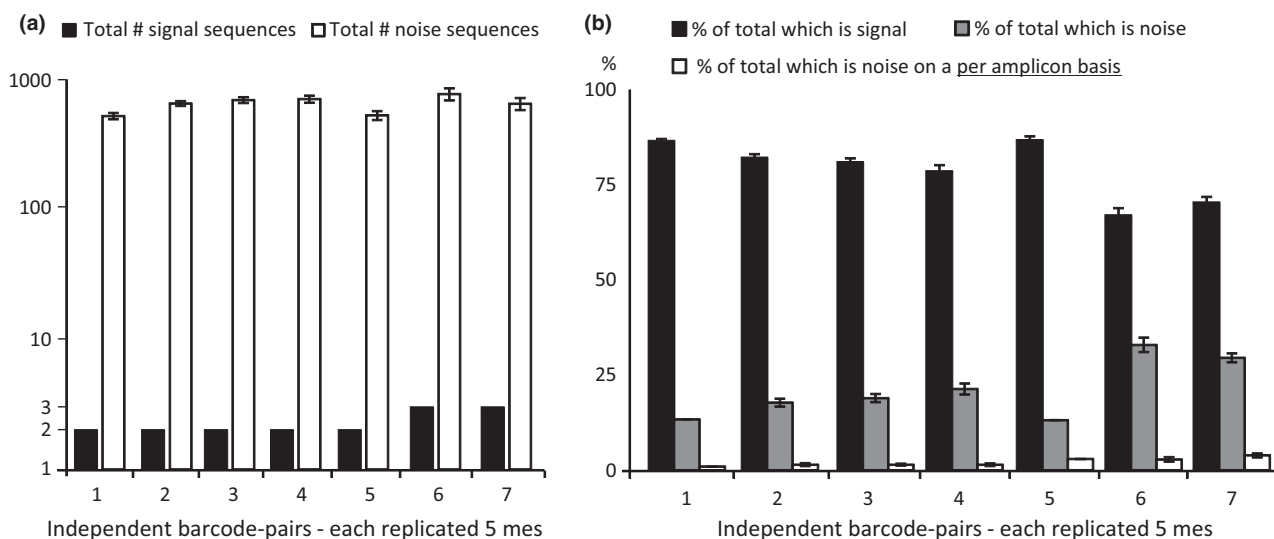 (a) Total # signal sequences Total # noise sequences
1000
100
10
3
2
1
1 2 3 4 5 6 7
Independent barcode-pairs - each replicated 5 mes
(b) % of total which is signal % of total which is noise
% of total which is noise on a per amplicon basis
%
100
75
50
25
0
1 2 3 4 5 6 7
Independent barcode-pairs - each replicated 5 mes